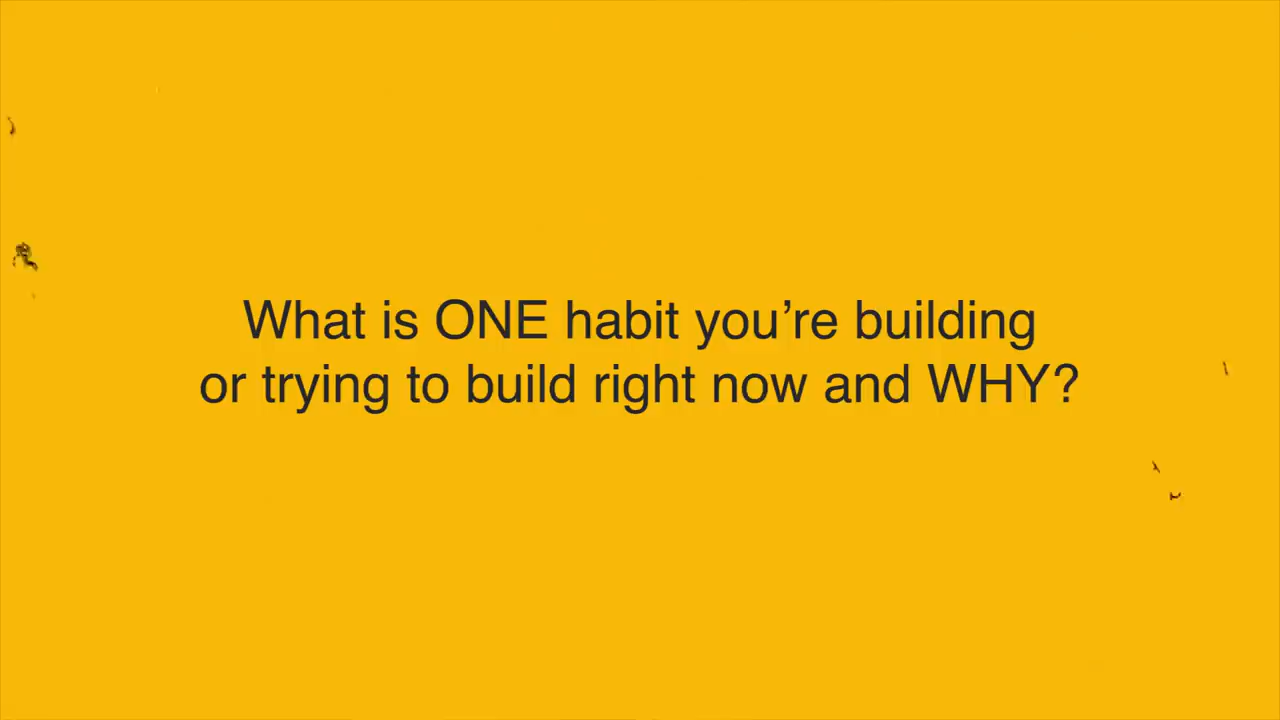 What is ONE habit you’re building
or trying to build right now and WHY?